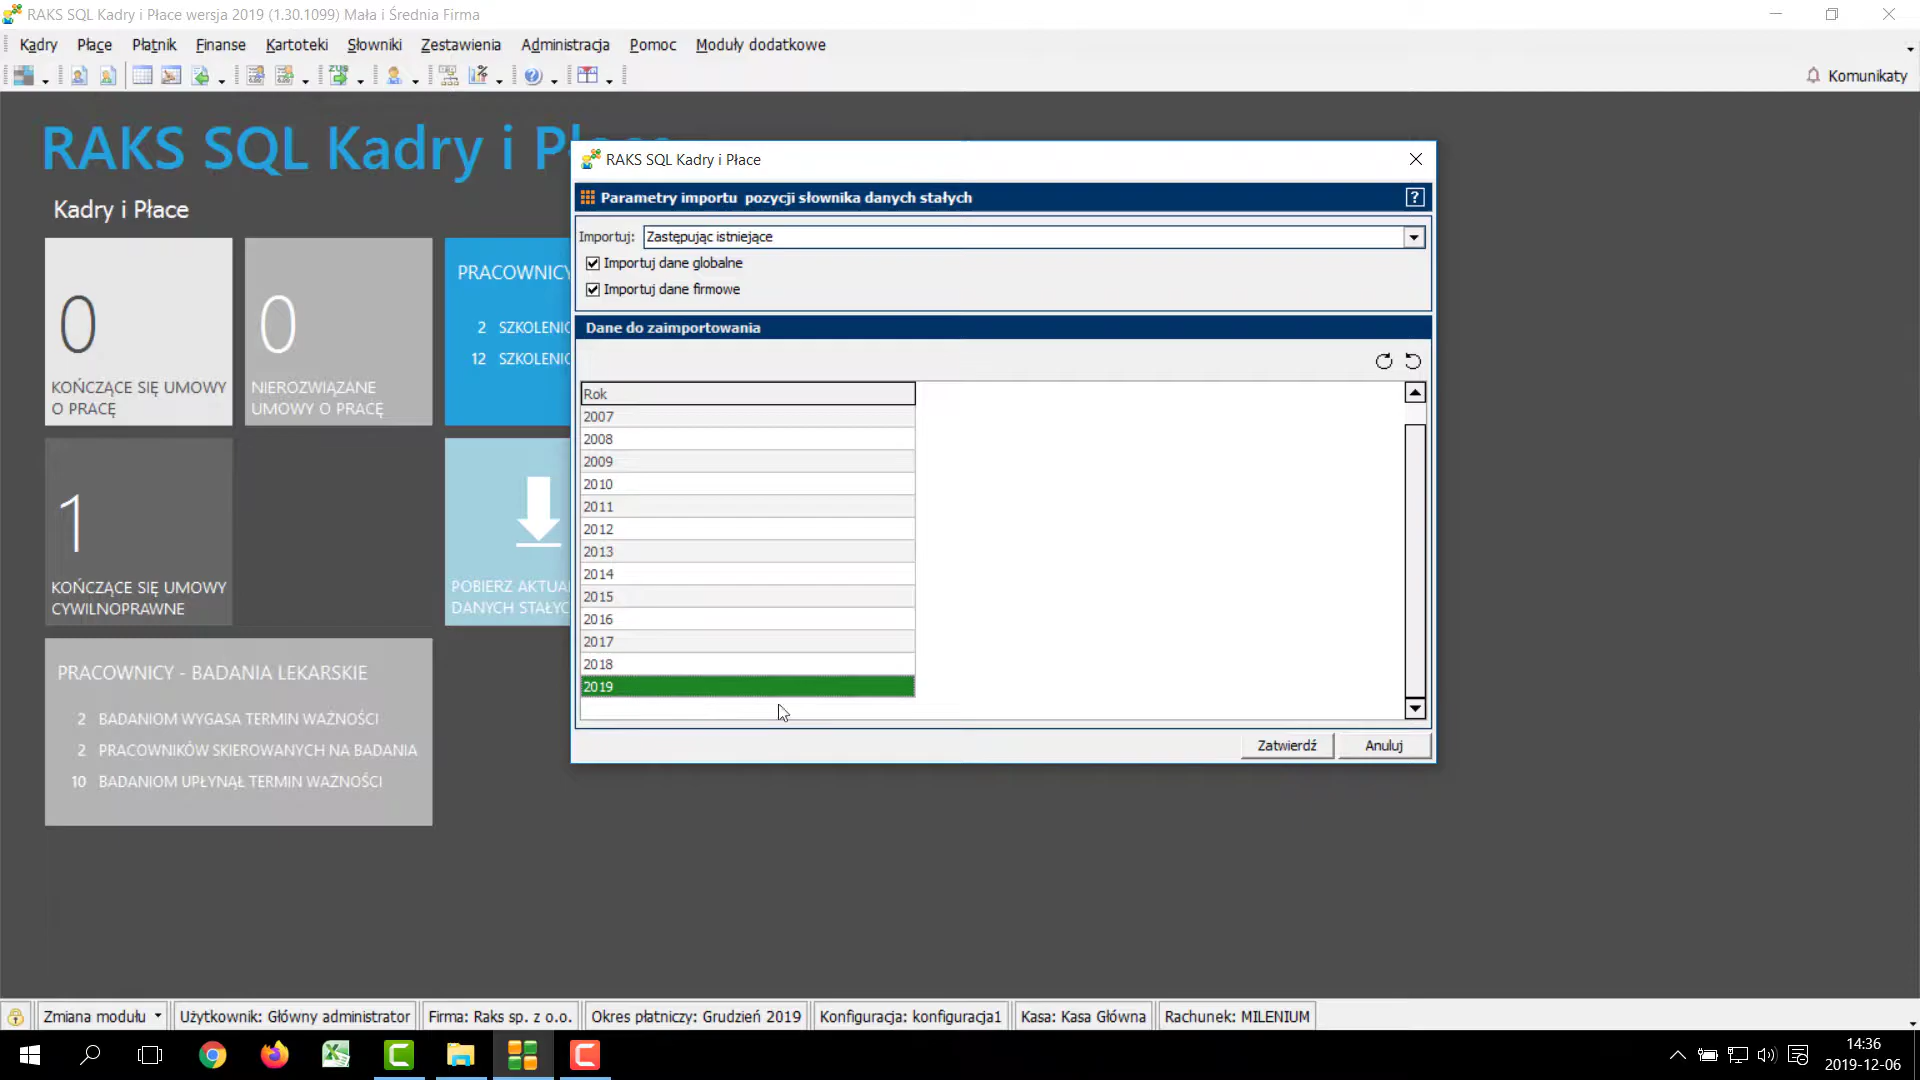 RAKS SQL Kadry i Płace wersja 2019 (1.30.1099) Mała i Średnia Firma
Kadry Płace Płatnik Finanse Kartoteki Słowniki Zestawienia Administracja Pomoc Moduły dodatkowe
Komunikaty
RAKS SQL Kadry i P
Kadry i Płace
0
KOŃCZĄCE SIĘ UMOWY
O PRACĘ
0
NIEROZWIĄZANE
UMOWY O PRACĘ
PRACOWNICY
2 SZKOLENIO
12 SZKOLENIO
1
KOŃCZĄCE SIĘ UMOWY
CYWILNOPRAWNE
POBIERZ AKTUA
DANYCH STAŁYC
PRACOWNICY - BADANIA LEKARSKIE
2 BADANIOM WYGASA TERMIN WAŻNOŚCI
2 PRACOWNIKÓW SKIEROWANYCH NA BADANIA
10 BADANIOM UPŁYNĄŁ TERMIN WAŻNOŚCI
RAKS SQL Kadry i Płace
Parametry importu pozycji słownika danych stałych
?
Importuj: Zastępując istniejące
Importuj dane globalne
Importuj dane firmowe
Dane do zaimportowania
Rok
2007
2008
2009
2010
2011
2012
2013
2014
2015
2016
2017
2018
2019
Zatwierdź Anuluj
Zmiana modułu Użytkownik: Główny administrator Firma: Raks sp. z o.o. Okres płatniczy: Grudzień 2019 Konfiguracja: konfiguracja1 Kasa: Kasa Główna Rachunek: MILENIUM
14:36
2019-12-06